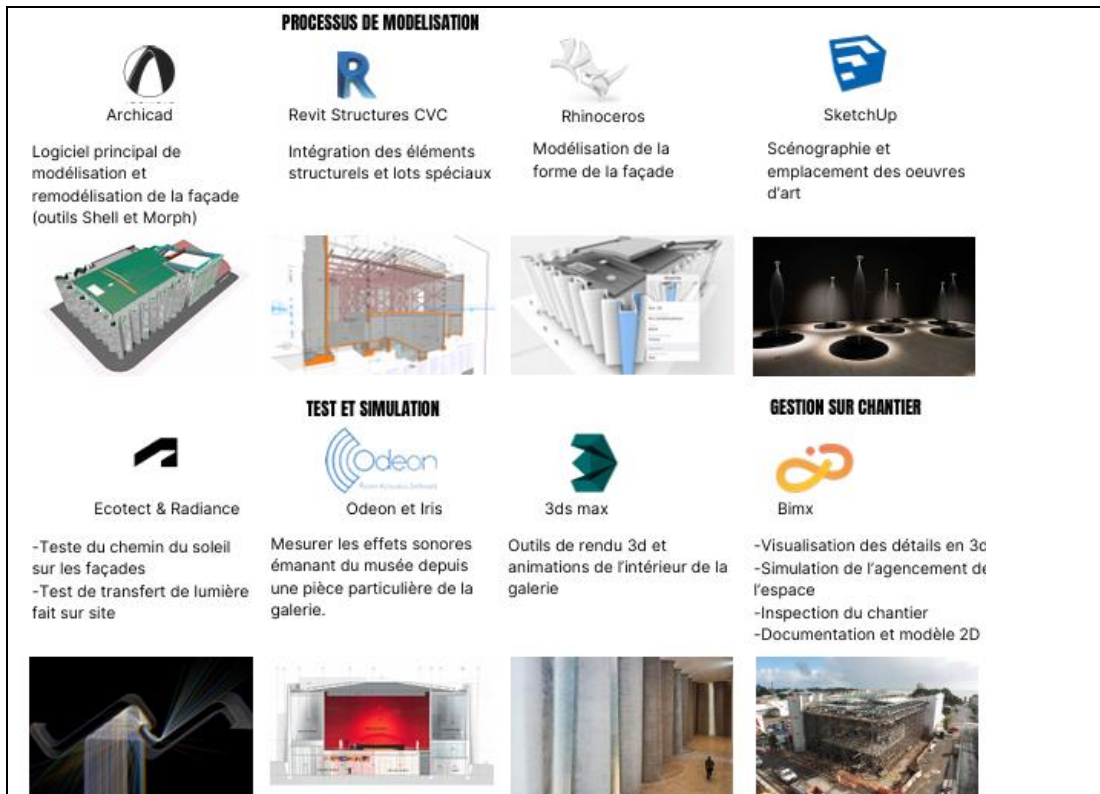 PROCESSUS DE MODELISATION
Archicad
Logiciel principal de
modélisation et
remodélisation de la façade
(outils Shell et Morph)
Revit Structures CVC
Intégration des éléments
structurels et lots spéciaux
Rhinoceros
Modélisation de la
forme de la façade
SketchUp
Scénographie et
emplacement des oeuvres
d'art
TEST ET SIMULATION
GESTION SUR CHANTIER
Ecotect & Radiance
-Teste du chemin du soleil
sur les façades
-Test de transfert de lumière
fait sur site
Odeon
Odeon et Iris
Mesurer les effets sonores
émanant du musée depuis
une pièce particulière de la
galerie.
3ds max
Outils de rendu 3d et
animations de l'intérieur de la
galerie
Bimx
-Visualisation des détails en 3d
-Simulation de l'agencement de
l'espace
-Inspection du chantier
-Documentation et modèle 2D